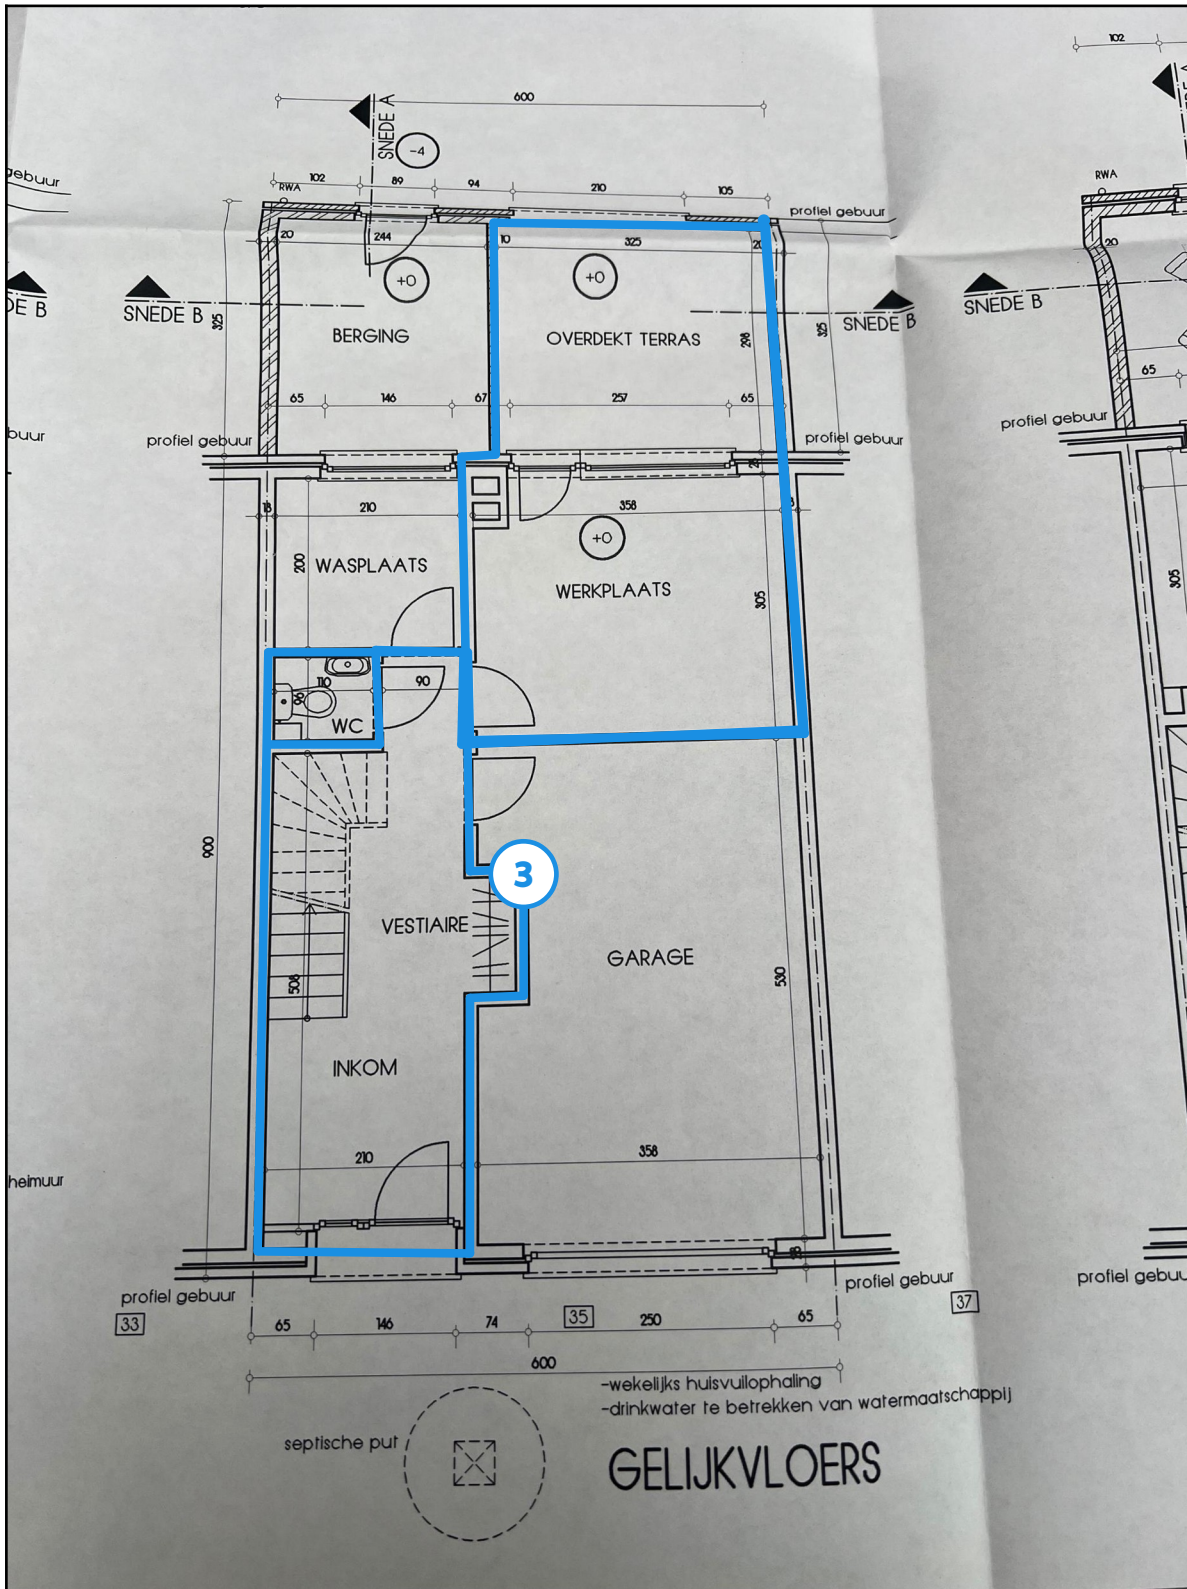 600
102
SNEDE A
-4
gebuur
102
89
94
210
105
RWA
RWA
profiel gebuur
20
244
10
325
20
20
+0
+0
DE B
SNEDE B
SNEDE B
SNEDE B
325
325
BERGING
OVERDEKT TERRAS
298
65
146
67
257
65
65
buur
profiel gebuur
profiel gebuur
profiel gebuur
18
210
358
+0
200
WASPLAATS
WERKPLAATS
305
305
110
90
96
WC
900
3
VESTIAIRE
GARAGE
508
530
INKOM
210
358
heimuur
28
profiel gebuur
profiel gebuur
profiel gebu
33
35
37
65
146
74
250
65
600
-wekelijks huisvuilophaling
-drinkwater te betrekken van watermaatschappij
septische put
GELIJKVLOERS